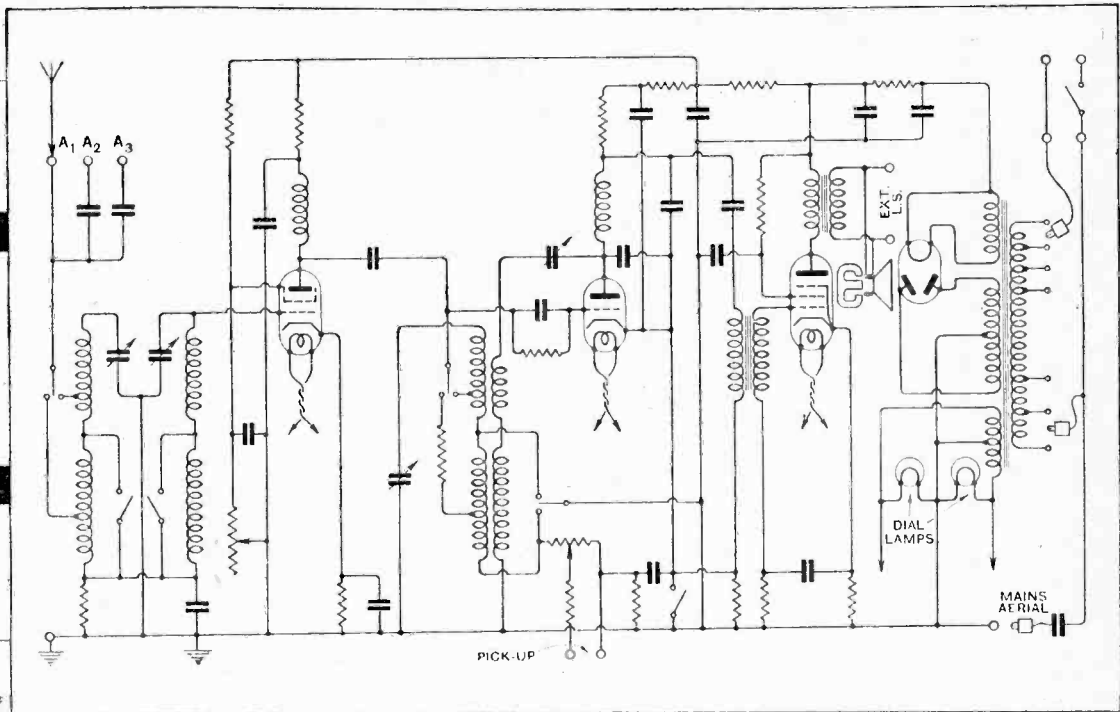 A1 A2 A3
EXT.
L.S.
DIAL
LAMPS
MAINS
AERIAL
PICK-UP